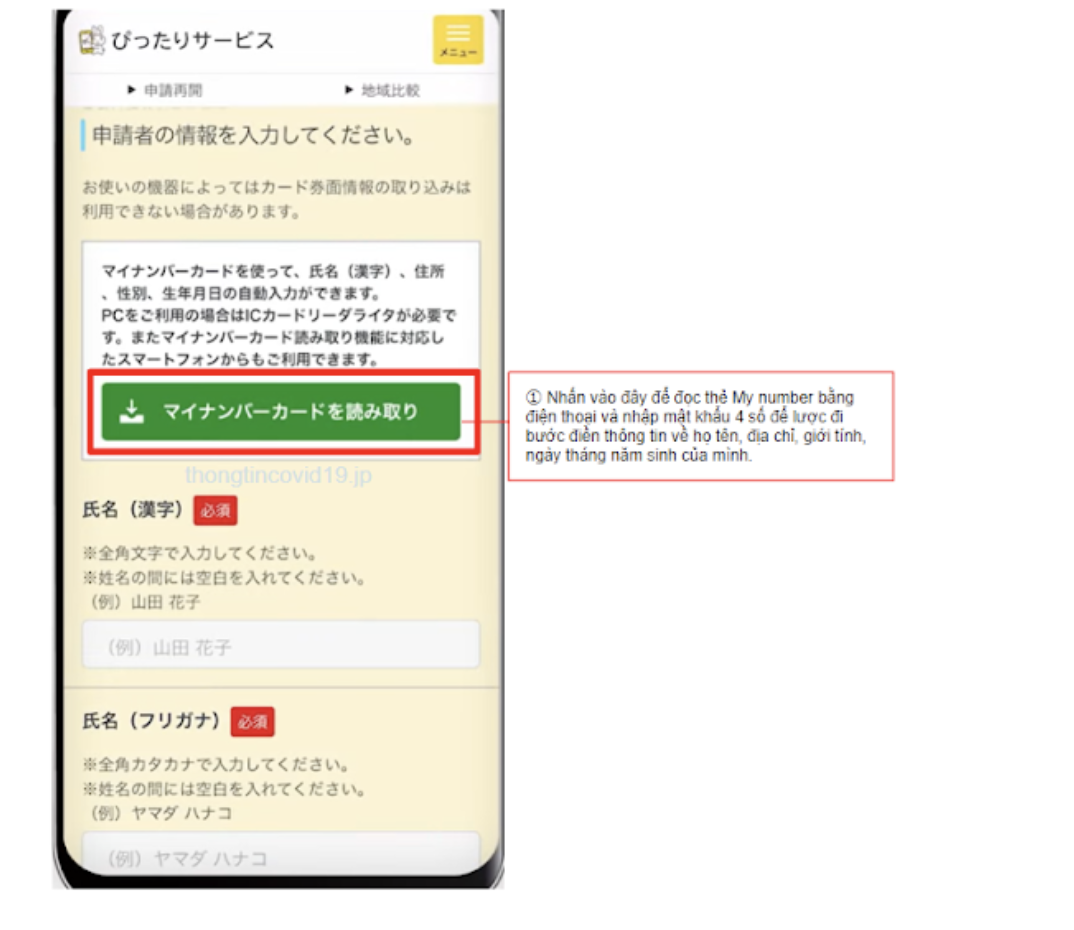 ぴったりサービス
メニュー
▶ 申請再開
▶ 地域比較
申請者の情報を入力してください。
お使いの機器によってはカード券面情報の取り込みは
利用できない場合があります。
マイナンバーカードを使って、氏名（漢字）、住所
、性別、生年月日の自動入力ができます。
PCをご利用の場合はICカードリーダライタが必要で
す。またマイナンバーカード読み取り機能に対応し
たスマートフォンからもご利用できます。
マイナンバーカードを読み取り
① Nhấn vào đây để đọc thẻ My number bằng
điện thoại và nhập mật khẩu 4 số để lược đi
bước điền thông tin về họ tên, địa chỉ, giới tính,
ngày tháng năm sinh của mình.
thongtincovid19.jp
氏名（漢字） 必須
※全角文字で入力してください。
※姓名の間には空白を入れてください。
（例）山田 花子
（例）山田 花子
氏名（フリガナ） 必須
※全角カタカナで入力してください。
※姓名の間には空白を入れてください。
（例）ヤマダ ハナコ
（例）ヤマダ ハナコ